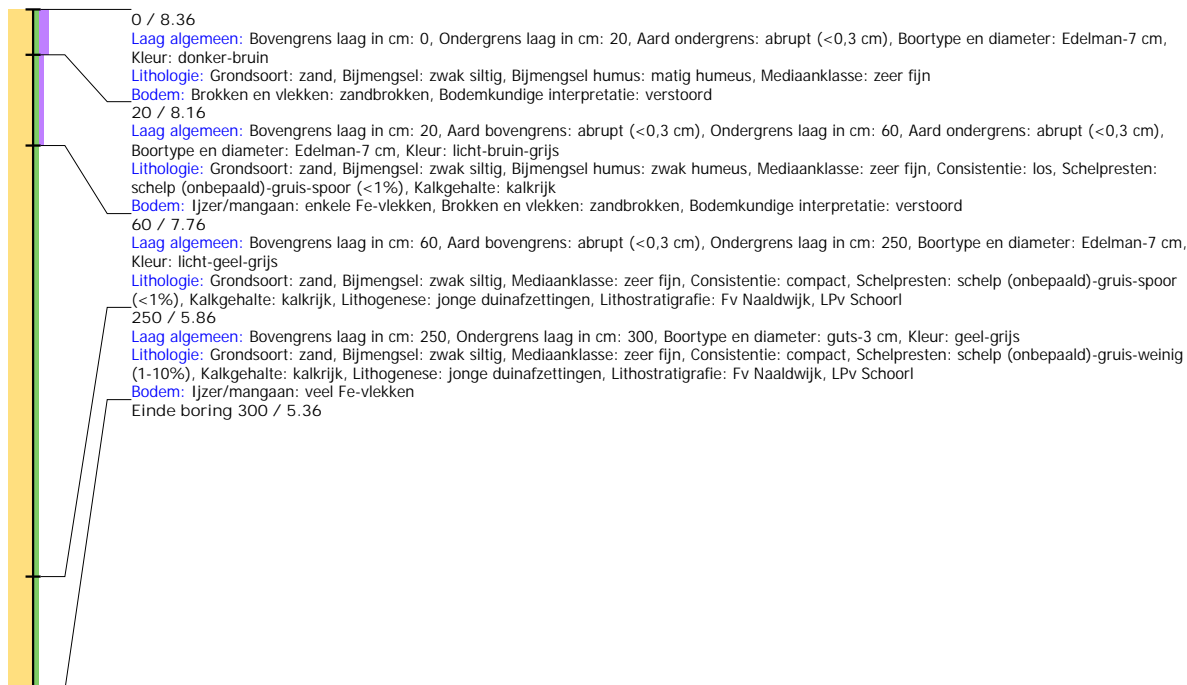 0 / 8.36
Laag algemeen: Bovengrens laag in cm: 0, Ondergrens laag in cm: 20, Aard ondergrens: abrupt (<0,3 cm), Boortype en diameter: Edelman-7 cm,
Kleur: donker-bruin
Lithologie: Grondsoort: zand, Bijmengsel: zwak siltig, Bijmengsel humus: matig humeus, Mediaanklasse: zeer fijn
Bodem: Brokken en vlekken: zandbrokken, Bodemkundige interpretatie: verstoord
20 / 8.16
Laag algemeen: Bovengrens laag in cm: 20, Aard bovengrens: abrupt (<0,3 cm), Ondergrens laag in cm: 60, Aard ondergrens: abrupt (<0,3 cm),
Boortype en diameter: Edelman-7 cm, Kleur: licht-bruin-grijs
Lithologie: Grondsoort: zand, Bijmengsel: zwak siltig, Bijmengsel humus: zwak humeus, Mediaanklasse: zeer fijn, Consistentie: los, Schelpresten:
schelp (onbepaald)-gruis-spoor (<1%), Kalkgehalte: kalkrijk
Bodem: Ijzer/mangaan: enkele Fe-vlekken, Brokken en vlekken: zandbrokken, Bodemkundige interpretatie: verstoord
60 / 7.76
Laag algemeen: Bovengrens laag in cm: 60, Aard bovengrens: abrupt (<0,3 cm), Ondergrens laag in cm: 250, Boortype en diameter: Edelman-7 cm,
Kleur: licht-geel-grijs
Lithologie: Grondsoort: zand, Bijmengsel: zwak siltig, Mediaanklasse: zeer fijn, Consistentie: compact, Schelpresten: schelp (onbepaald)-gruis-spoor
(<1%), Kalkgehalte: kalkrijk, Lithogenese: jonge duinafzettingen, Lithostratigrafie: Fv Naaldwijk, LPv Schoorl
250 / 5.86
Laag algemeen: Bovengrens laag in cm: 250, Ondergrens laag in cm: 300, Boortype en diameter: guts-3 cm, Kleur: geel-grijs
Lithologie: Grondsoort: zand, Bijmengsel: zwak siltig, Mediaanklasse: zeer fijn, Consistentie: compact, Schelpresten: schelp (onbepaald)-gruis-weinig
(1-10%), Kalkgehalte: kalkrijk, Lithogenese: jonge duinafzettingen, Lithostratigrafie: Fv Naaldwijk, LPv Schoorl
Bodem: Ijzer/mangaan: veel Fe-vlekken
Einde boring 300 / 5.36